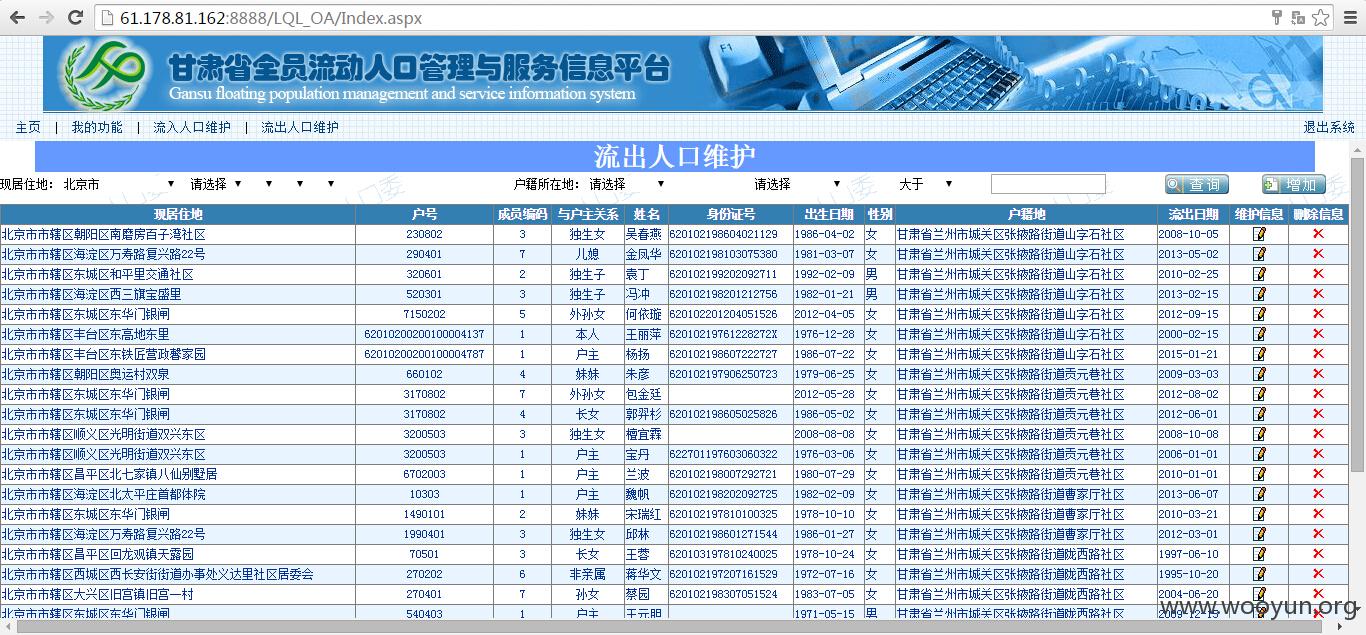 61.178.81.162:8888/LQL_OA/Index.aspx
甘肃省全员流动人口管理与服务信息平台
Gansu floating population management and service information system
F1
主页 | 我的功能 | 流入人口维护 | 流出人口维护 退出系统
流出人口维护
现居住地: 北京市 请选择 户籍所在地: 请选择 请选择 大于 查询 增加
现居住地 户号 成员编码 与户主关系 姓名 身份证号 出生日期 性别 户籍地 流出日期 维护信息 删除信息
北京市市辖区朝阳区南磨房百子湾社区 230802 3 独生女 吴春燕 620102198604021129 1986-04-02 女 甘肃省兰州市城关区张掖路街道山字石社区 2008-10-05
北京市市辖区海淀区万寿路复兴路22号 290401 7 儿媳 金凤华 620102198103075380 1981-03-07 女 甘肃省兰州市城关区张掖路街道山字石社区 2013-05-02
北京市市辖区东城区和平里交通社区 320601 2 独生子 袁丁 620102199202092711 1992-02-09 男 甘肃省兰州市城关区张掖路街道山字石社区 2010-02-25
北京市市辖区海淀区西三旗宝盛里 520301 3 独生子 冯冲 620102198201212756 1982-01-21 男 甘肃省兰州市城关区张掖路街道山字石社区 2013-02-15
北京市市辖区东城区东华门银闸 7150202 5 外孙女 何依璇 620102201204051526 2012-04-05 女 甘肃省兰州市城关区张掖路街道山字石社区 2012-09-15
北京市市辖区丰台区东高地东里 62010200200100004137 1 本人 王丽萍 62010219761228272X 1976-12-28 女 甘肃省兰州市城关区张掖路街道山字石社区 2000-02-15
北京市市辖区丰台区东铁匠营政馨家园 62010200200100004787 1 户主 杨扬 620102198607222727 1986-07-22 女 甘肃省兰州市城关区张掖路街道山字石社区 2015-01-21
北京市市辖区朝阳区奥运村双泉 660102 4 妹妹 朱彦 620102197906250723 1979-06-25 女 甘肃省兰州市城关区张掖路街道贡元巷社区 2009-03-03
北京市市辖区东城区东华门银闸 3170802 7 外孙女 包金廷 2012-05-28 女 甘肃省兰州市城关区张掖路街道贡元巷社区 2012-08-02
北京市市辖区东城区东华门银闸 3170802 4 长女 郭羿杉 620102198605025826 1986-05-02 女 甘肃省兰州市城关区张掖路街道贡元巷社区 2012-06-01
北京市市辖区顺义区光明街道双兴东区 3200503 3 独生女 檀宜霖 2008-08-08 女 甘肃省兰州市城关区张掖路街道贡元巷社区 2008-10-08
北京市市辖区顺义区光明街道双兴东区 3200503 1 户主 宝丹 622701197603060322 1976-03-06 女 甘肃省兰州市城关区张掖路街道贡元巷社区 2006-01-01
北京市市辖区昌平区北七家镇八仙别墅居 6702003 1 户主 兰波 620102198007292721 1980-07-29 女 甘肃省兰州市城关区张掖路街道贡元巷社区 2010-01-01
北京市市辖区海淀区北太平庄首都体院 10303 1 户主 魏帆 620102198202092725 1982-02-09 女 甘肃省兰州市城关区张掖路街道曹家厅社区 2013-06-07
北京市市辖区东城区东华门银闸 1490101 2 妹妹 宋瑞红 620102197810100325 1978-10-10 女 甘肃省兰州市城关区张掖路街道曹家厅社区 2010-03-21
北京市市辖区海淀区万寿路复兴路22号 1990401 3 独生女 邱林 620102198601271544 1986-01-27 女 甘肃省兰州市城关区张掖路街道曹家厅社区 2012-03-01
北京市市辖区昌平区回龙观镇天露园 70501 3 长女 王蓉 620103197810240025 1978-10-24 女 甘肃省兰州市城关区张掖路街道陇西路社区 1997-06-10
北京市市辖区西城区西长安街街道办事处义达里社区居委会 270202 6 非亲属 蒋华文 620102197207161529 1972-07-16 女 甘肃省兰州市城关区张掖路街道陇西路社区 1995-10-20
北京市市辖区大兴区旧宫镇旧宫一村 270401 7 孙女 蔡园 620102198307051524 1983-07-05 女 甘肃省兰州市城关区张掖路街道陇西路社区 2004-06-20
北京市市辖区东城区东华门银闸 540403 1 户主 王元明 1971-05-15 男 甘肃省兰州市城关区张掖路街道陇西路社区 2009-12-15
www.wooyun.org